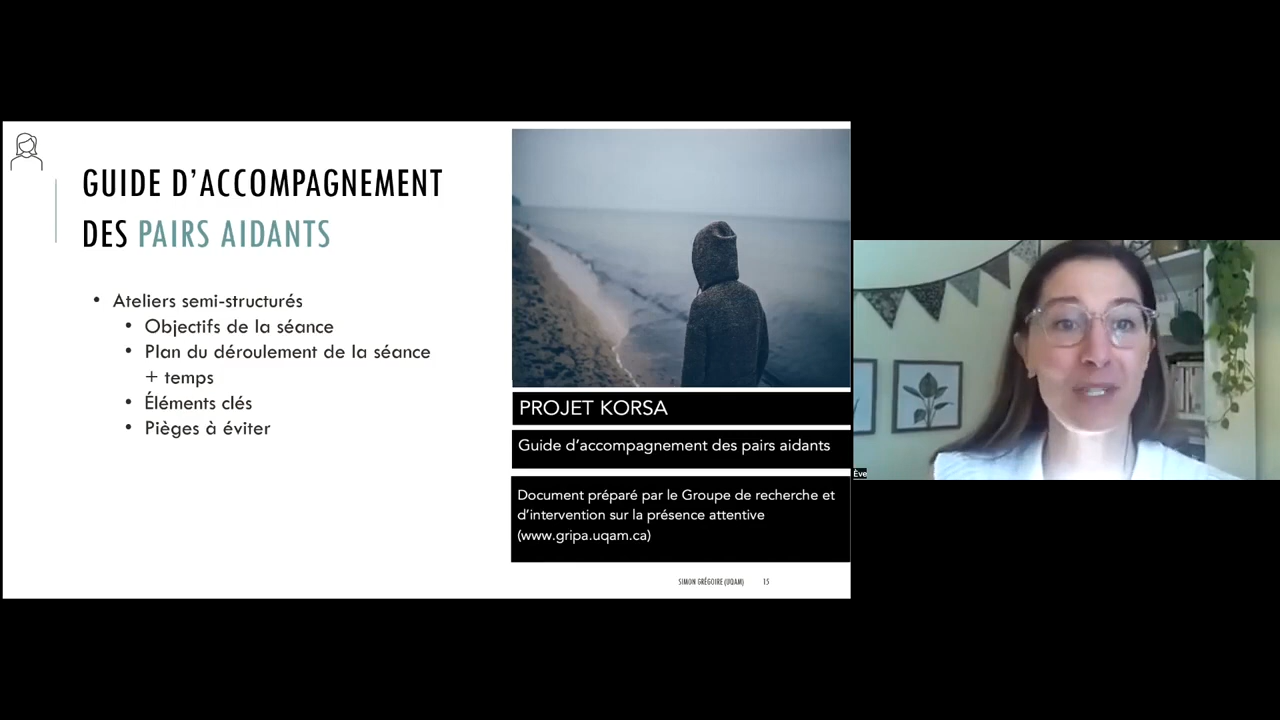 GUIDE D'ACCOMPAGNEMENT
DES PAIRS AIDANTS
• Ateliers semi-structurés
• Objectifs de la séance
• Plan du déroulement de la séance
+ temps
• Éléments clés
• Pièges à éviter
PROJET KORSA
Guide d'accompagnement des pairs aidants
Document préparé par le Groupe de recherche et
d'intervention sur la présence attentive
(www.gripa.uqam.ca)
SIMON GRÉGOIRE (UQAM) 15
Ève